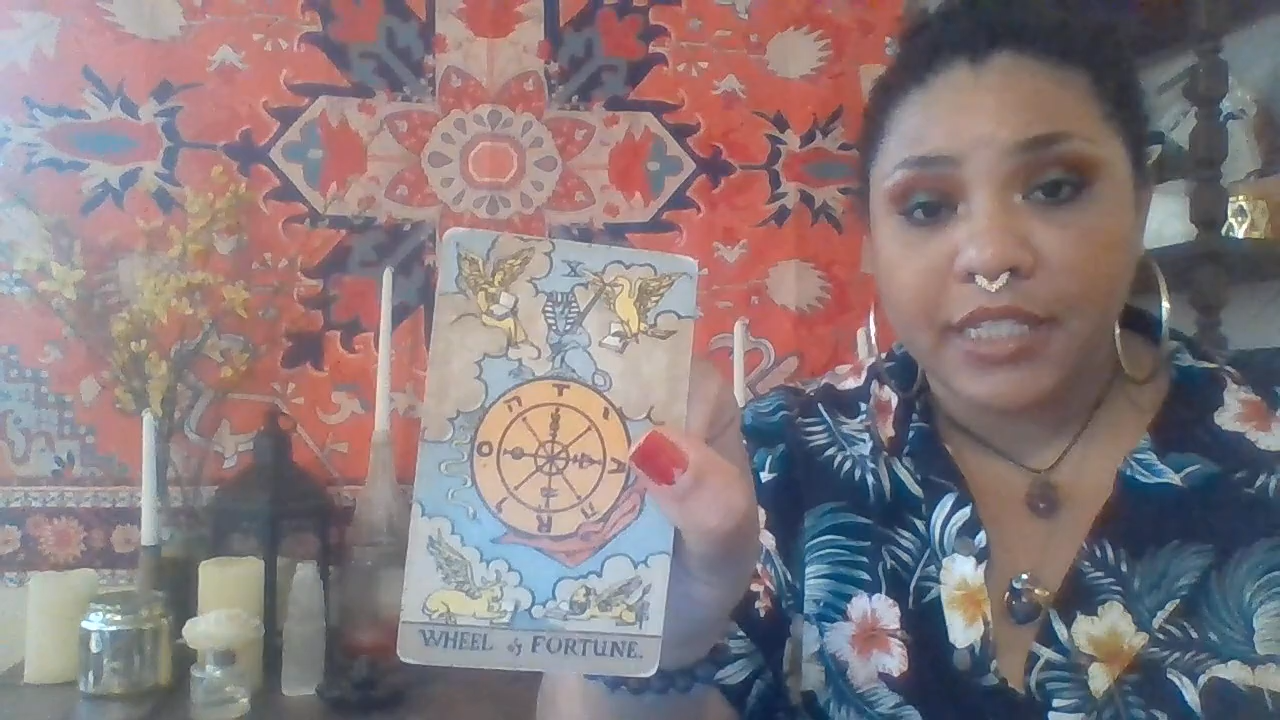 X
T י A ה R ו O ה
WHEEL of FORTUNE.